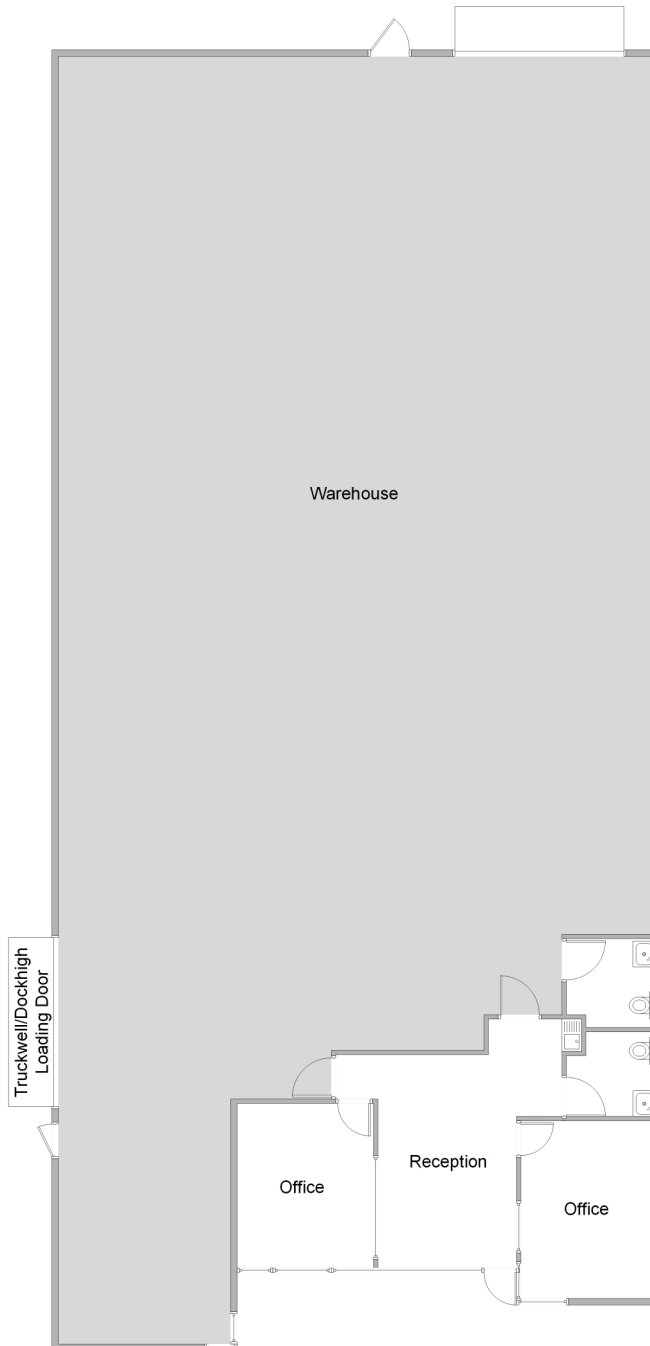 Warehouse
Truckwell/Dockhigh
Loading Door
Reception
Office
Office